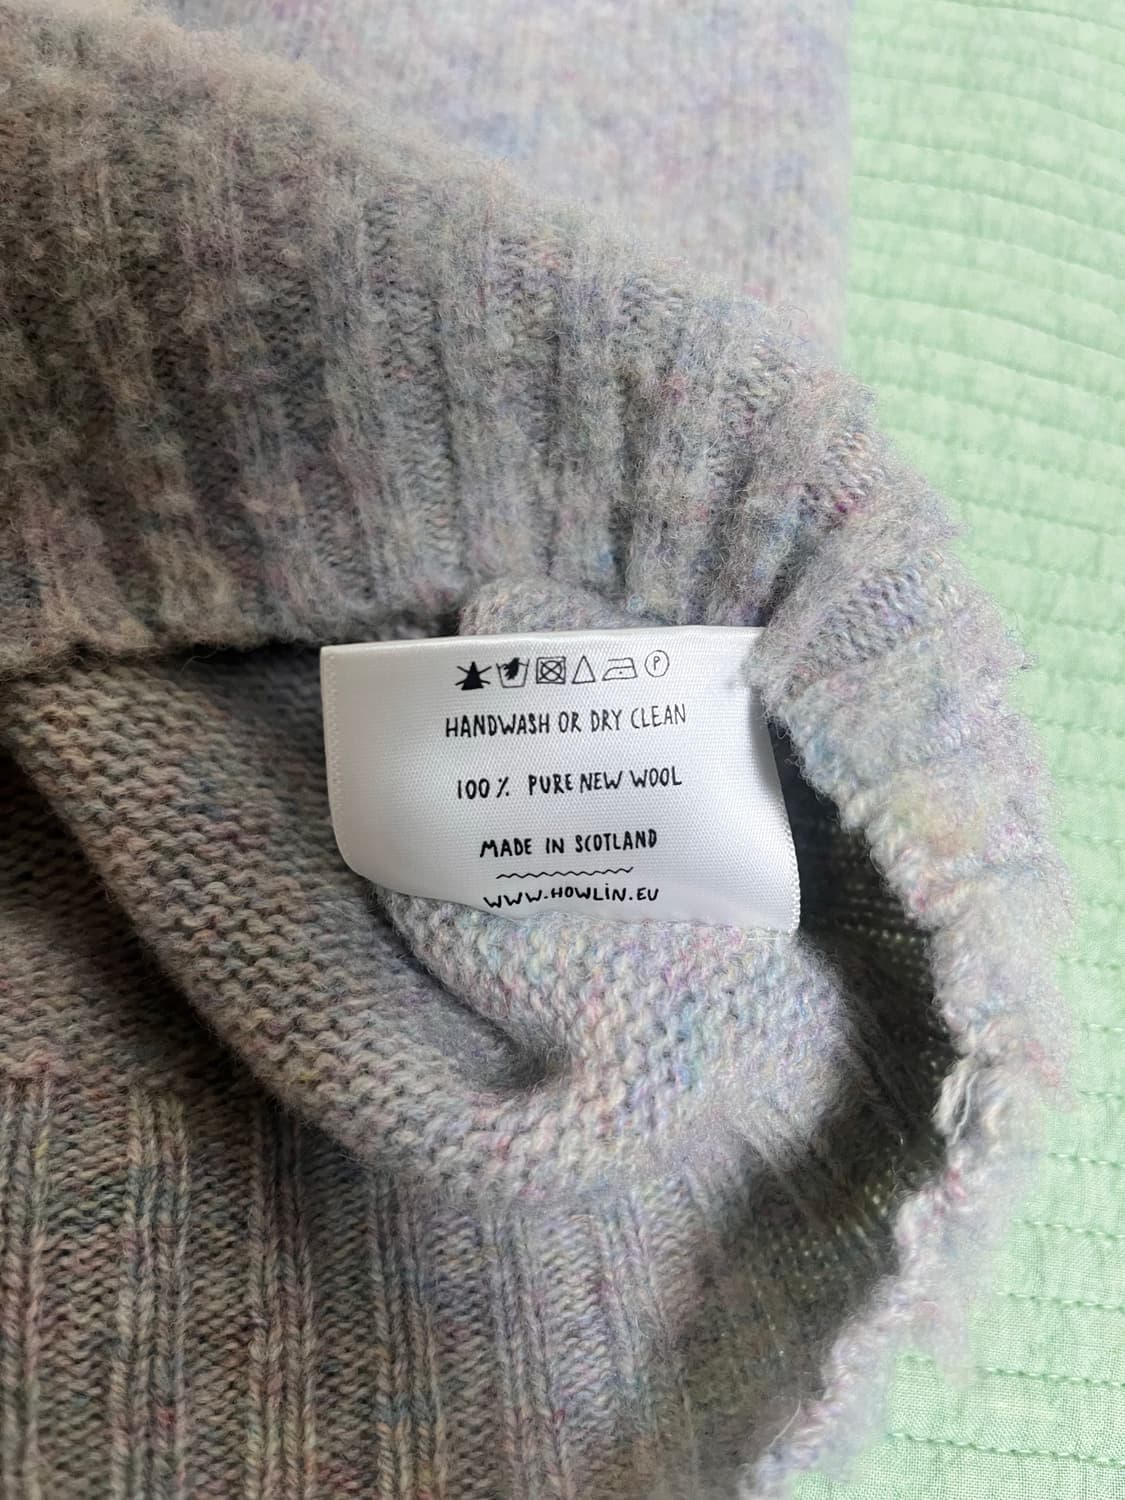 P
HANDWASH OR DRY CLEAN
100% PURE NEW WOOL
MADE IN SCOTLAND
WWW.HOWLIN.EU